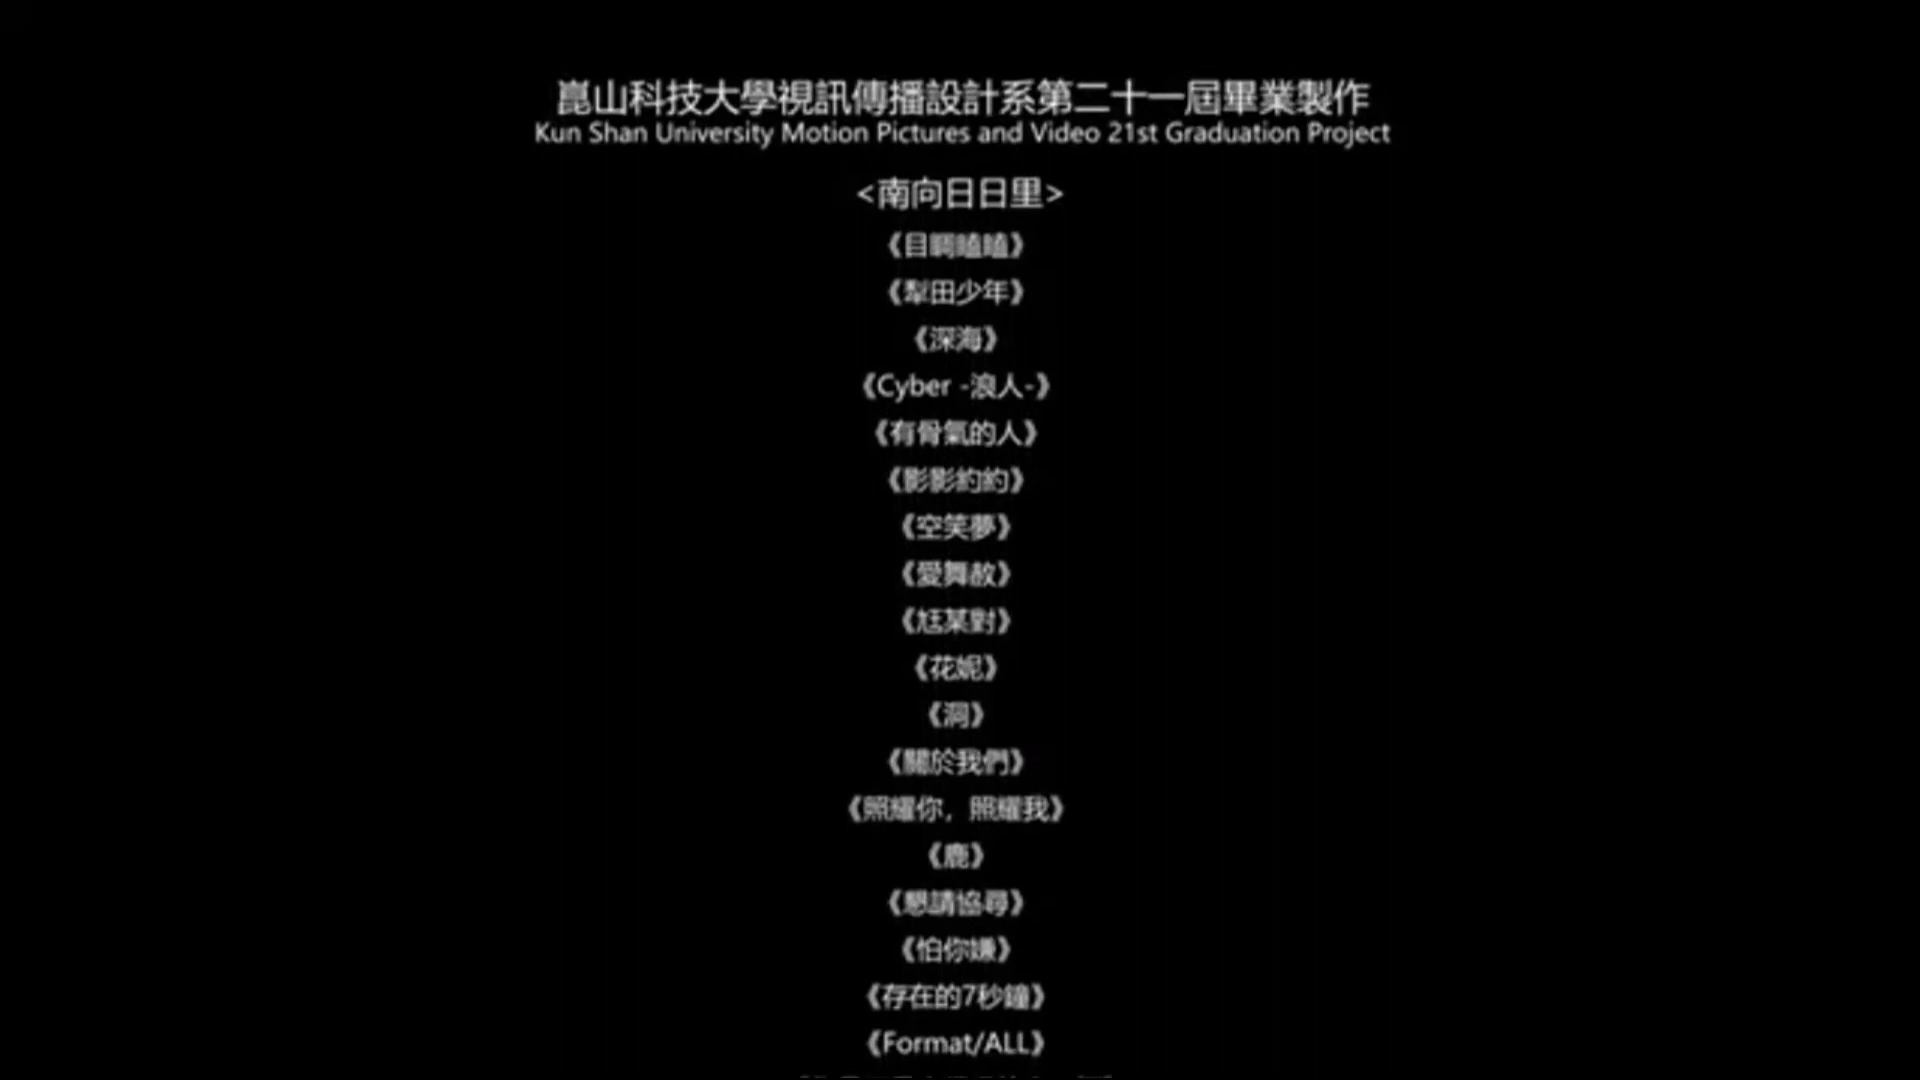 崑山科技大學視訊傳播設計系第二十一屆畢業製作
Kun Shan University Motion Pictures and Video 21st Graduation Project
<南向日日里>
《目睭瞌瞌》
《犁田少年》
《深海》
《Cyber -浪人-》
《有骨氣的人》
《影影約約》
《空笑夢》
《愛舞赦》
《尪某對》
《花妮》
《洞》
《關於我們》
《照耀你，照耀我》
《鹿》
《懇請協尋》
《怕你嫌》
《存在的7秒鐘》
《Format/ALL》